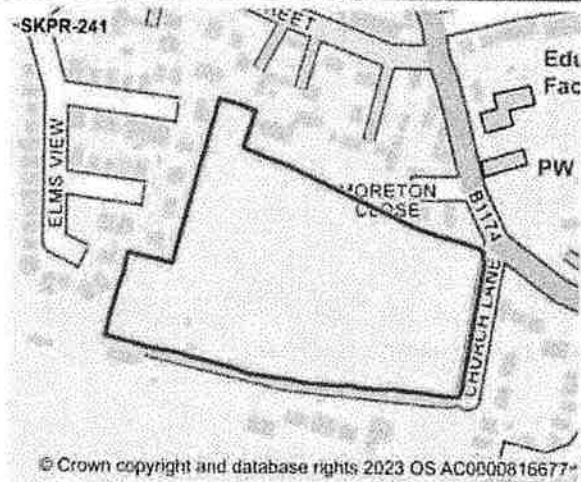 SKPR-241
EET
Edu
Fac
ELMS VIEW
MORETON
CLOSE
PW
B1174
CHURCH LANE
© Crown copyright and database rights 2023 OS AC0000816677